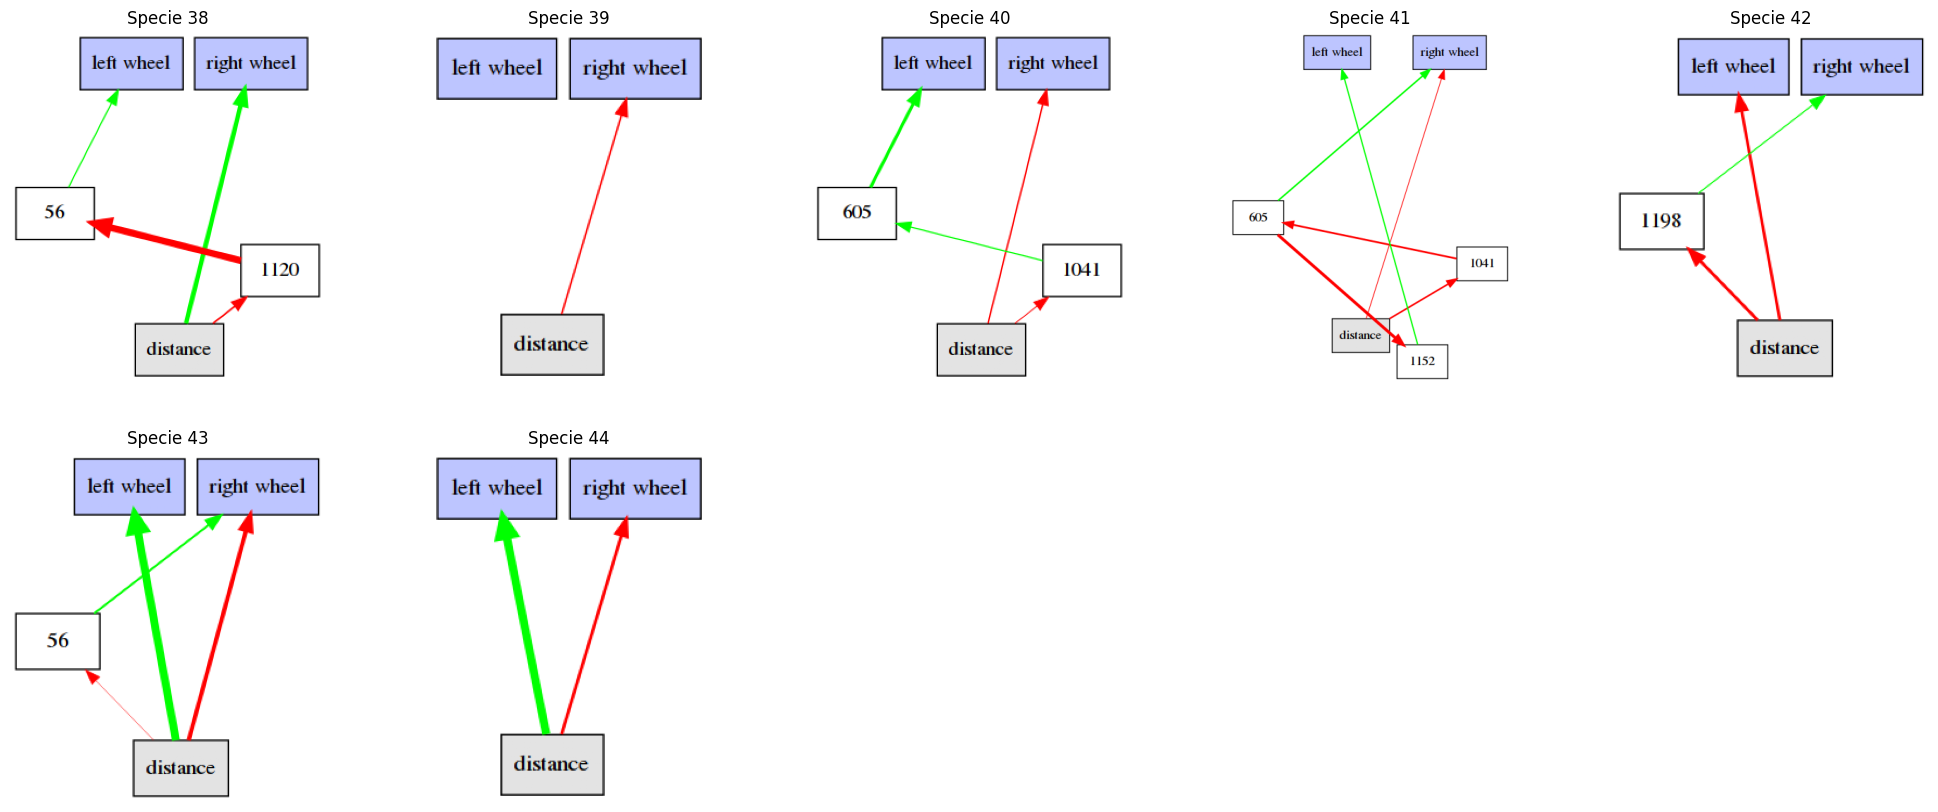 Specie 38
left wheel
right wheel
56
1120
distance
Specie 39
left wheel
right wheel
distance
Specie 40
left wheel
right wheel
605
1041
distance
Specie 41
left wheel
right wheel
605
1041
distance
1152
Specie 42
left wheel
right wheel
1198
distance
Specie 43
left wheel
right wheel
56
distance
Specie 44
left wheel
right wheel
distance